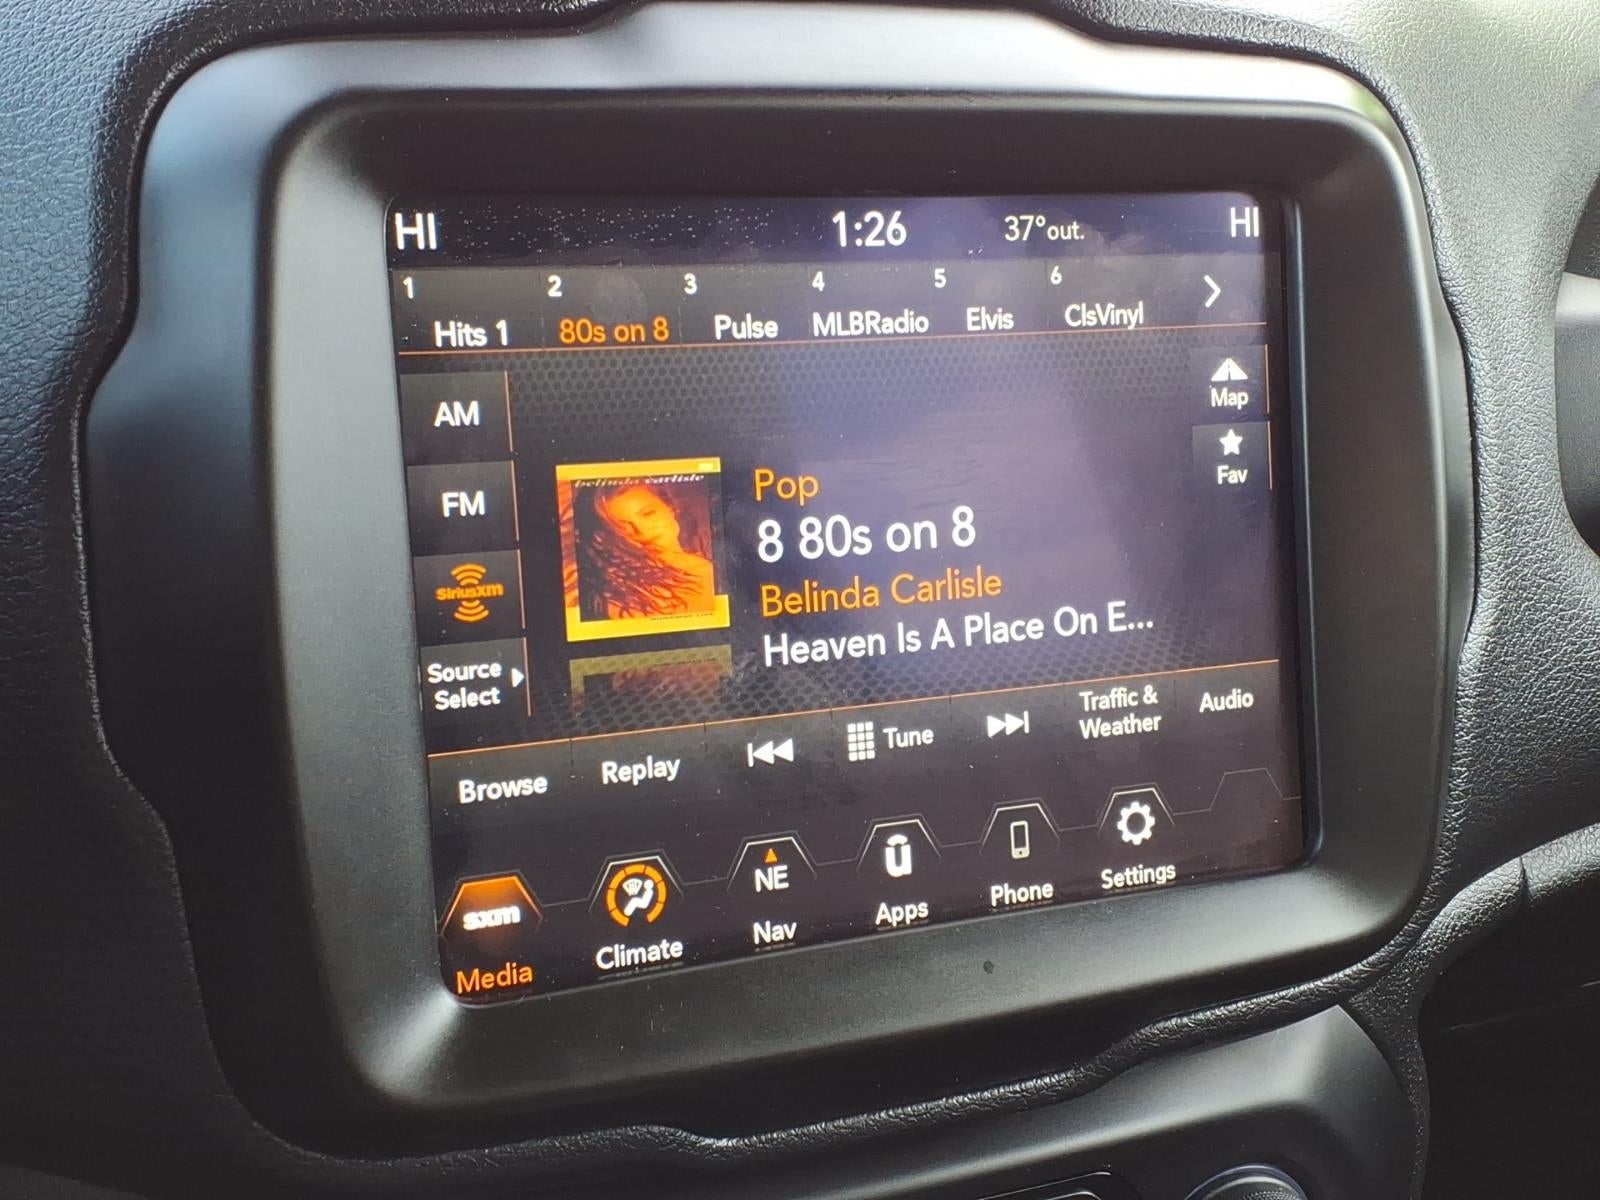 HI 1:26 37° out. HI
1 2 3 4 5 6
Hits 1 80s on 8 Pulse MLBRadio Elvis ClsVinyl
AM
FM
SiriusXM
Source
Select
Map
Fav
belinda carlisle
Pop
8 80s on 8
Belinda Carlisle
Heaven Is A Place On E...
Browse Replay Tune Traffic &
Weather Audio
sxm NE û
Media Climate Nav Apps Phone Settings